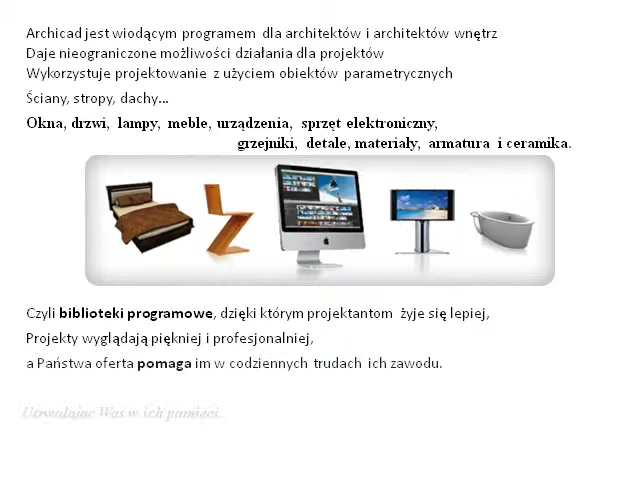 Archicad jest wiodącym programem dla architektów i architektów wnętrz
Daje nieograniczone możliwości działania dla projektów
Wykorzystuje projektowanie z użyciem obiektów parametrycznych
Ściany, stropy, dachy...
Okna, drzwi, lampy, meble, urządzenia, sprzęt elektroniczny,
grzejniki, detale, materiały, armatura i ceramika.
Czyli biblioteki programowe, dzięki którym projektantom żyje się lepiej,
Projekty wyglądają piękniej i profesjonalniej,
a Państwa oferta pomaga im w codziennych trudach ich zawodu.
Utrwalając Was w ich pamięci...